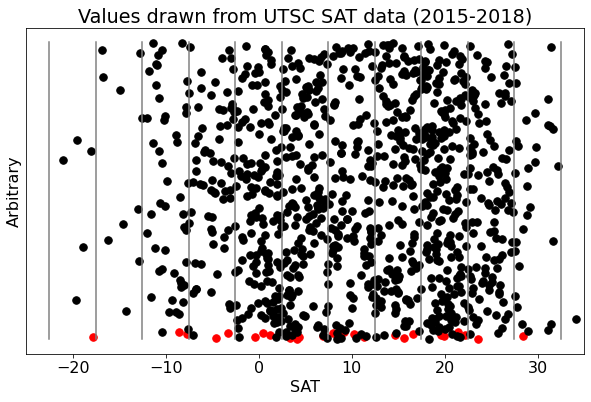 Values drawn from UTSC SAT data (2015-2018)
Arbitrary
−20 −10 0 10 20 30
SAT